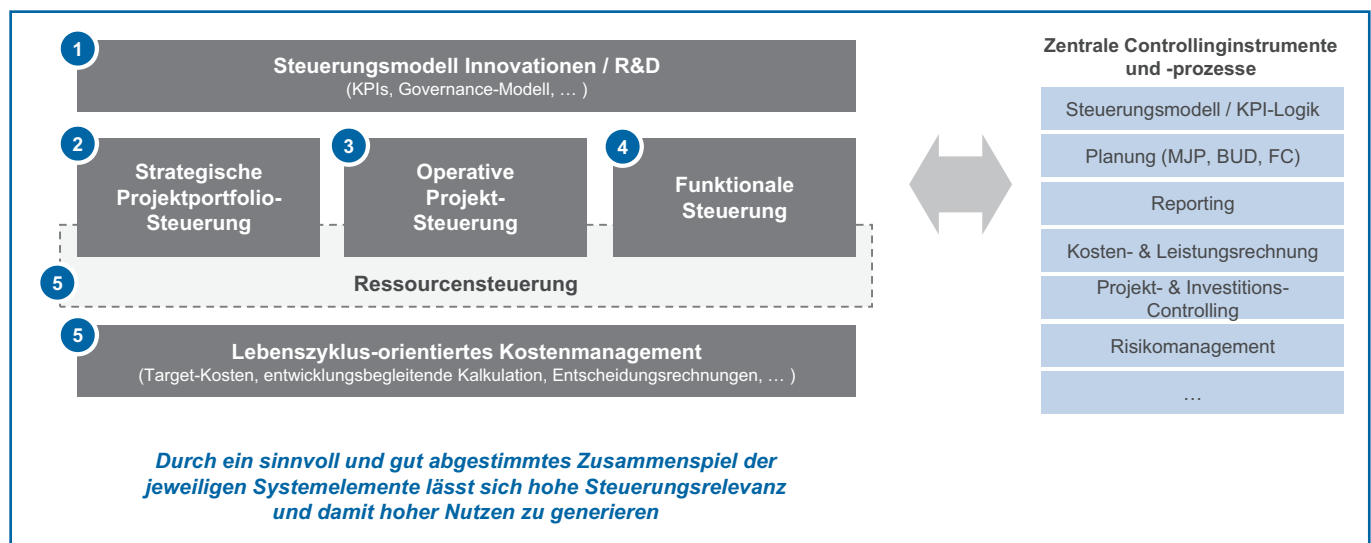 1
Steuerungsmodell Innovationen / R&D
(KPIs, Governance-Modell, … )
2
Strategische
Projektportfolio-
Steuerung
3
Operative
Projekt-
Steuerung
4
Funktionale
Steuerung
5
Ressourcensteuerung
5
Lebenszyklus-orientiertes Kostenmanagement
(Target-Kosten, entwicklungsbegleitende Kalkulation, Entscheidungsrechnungen, … )
Durch ein sinnvoll und gut abgestimmtes Zusammenspiel der
jeweiligen Systemelemente lässt sich hohe Steuerungsrelevanz
und damit hoher Nutzen zu generieren
Zentrale Controllinginstrumente
und -prozesse
Steuerungsmodell / KPI-Logik
Planung (MJP, BUD, FC)
Reporting
Kosten- & Leistungsrechnung
Projekt- & Investitions-
Controlling
Risikomanagement
…